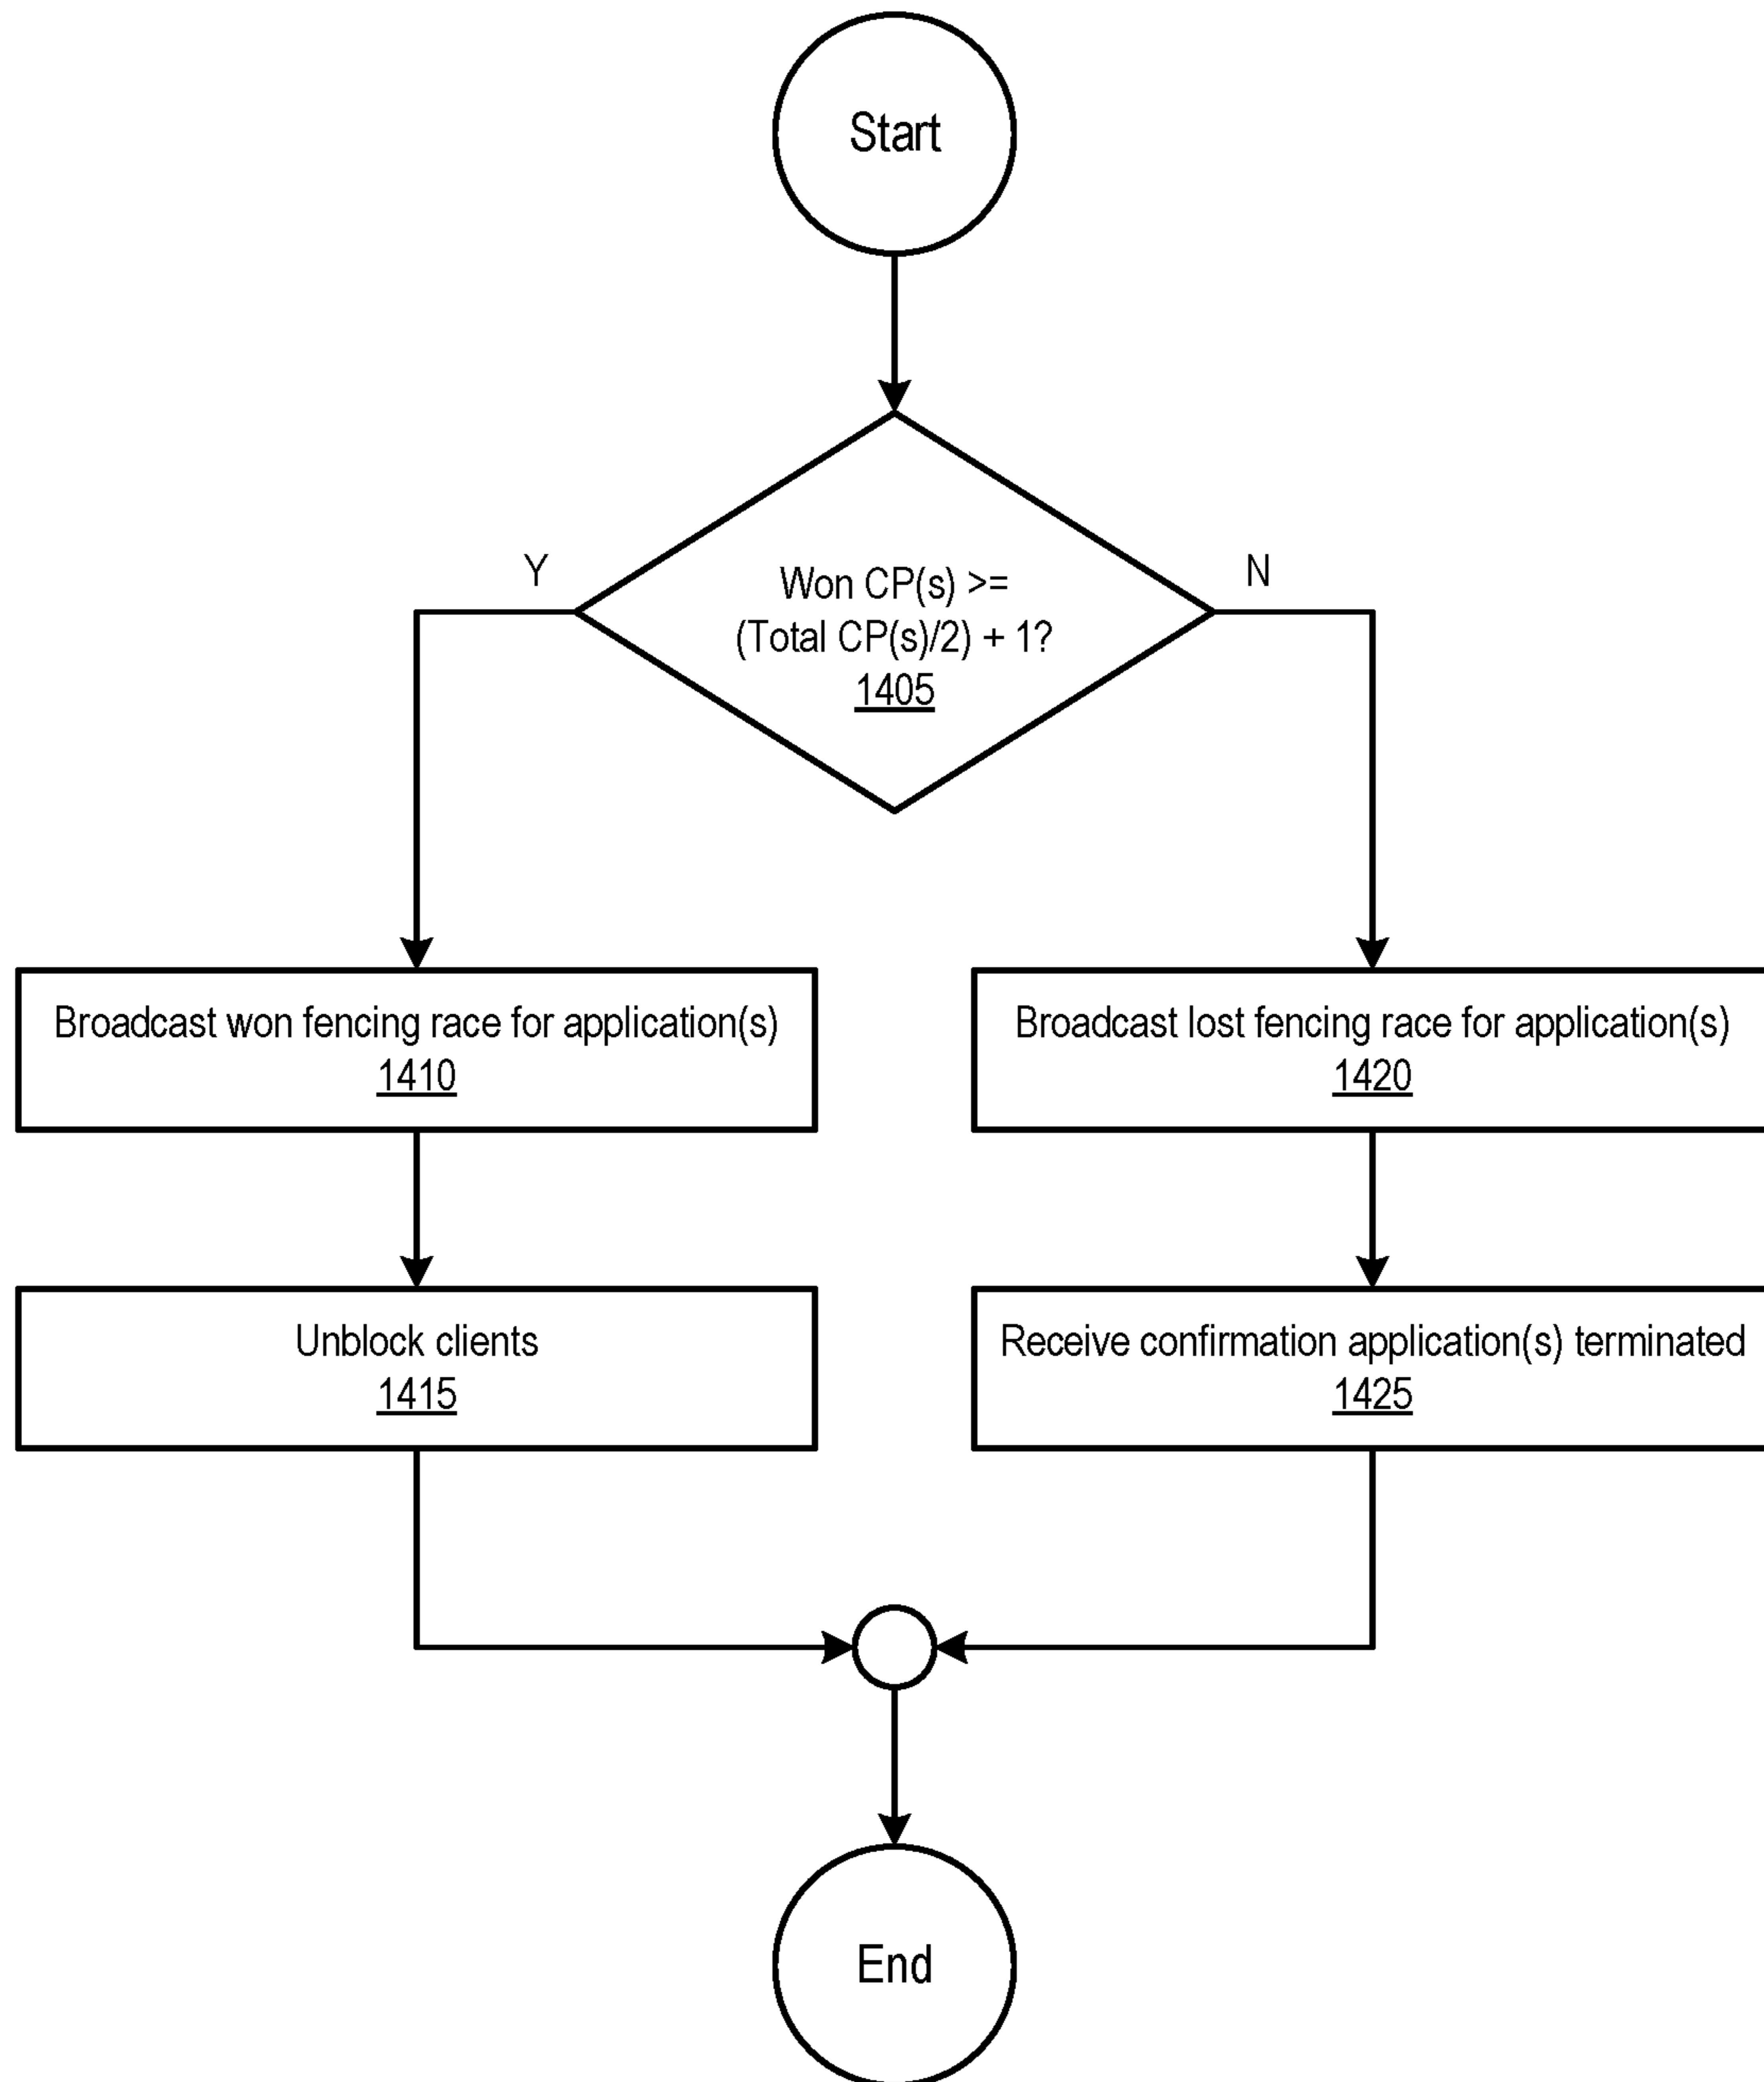 Start
Y
N
Won CP(s) >=
(Total CP(s)/2) + 1?
1405
Broadcast won fencing race for application(s)
1410
Broadcast lost fencing race for application(s)
1420
Unblock clients
1415
Receive confirmation application(s) terminated
1425
End